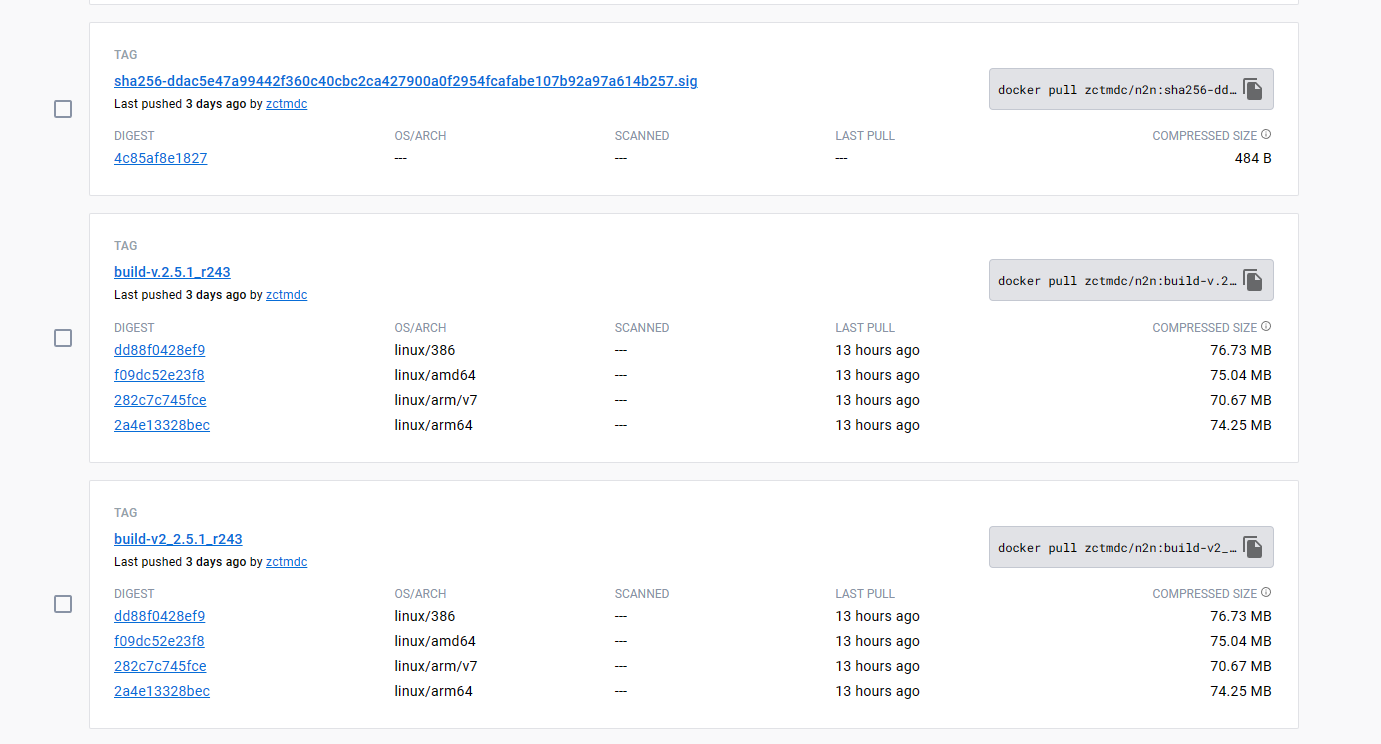 TAG
sha256-ddac5e47a99442f360c40cbc2ca427900a0f2954fcafabe107b92a97a614b257.sig
Last pushed 3 days ago by zctmdc
docker pull zctmdc/n2n:sha256-dd…
DIGEST OS/ARCH SCANNED LAST PULL COMPRESSED SIZE
4c85af8e1827 --- --- --- 484 B
TAG
build-v.2.5.1_r243
Last pushed 3 days ago by zctmdc
docker pull zctmdc/n2n:build-v.2…
DIGEST OS/ARCH SCANNED LAST PULL COMPRESSED SIZE
dd88f0428ef9 linux/386 --- 13 hours ago 76.73 MB
f09dc52e23f8 linux/amd64 --- 13 hours ago 75.04 MB
282c7c745fce linux/arm/v7 --- 13 hours ago 70.67 MB
2a4e13328bec linux/arm64 --- 13 hours ago 74.25 MB
TAG
build-v2_2.5.1_r243
Last pushed 3 days ago by zctmdc
docker pull zctmdc/n2n:build-v2_…
DIGEST OS/ARCH SCANNED LAST PULL COMPRESSED SIZE
dd88f0428ef9 linux/386 --- 13 hours ago 76.73 MB
f09dc52e23f8 linux/amd64 --- 13 hours ago 75.04 MB
282c7c745fce linux/arm/v7 --- 13 hours ago 70.67 MB
2a4e13328bec linux/arm64 --- 13 hours ago 74.25 MB